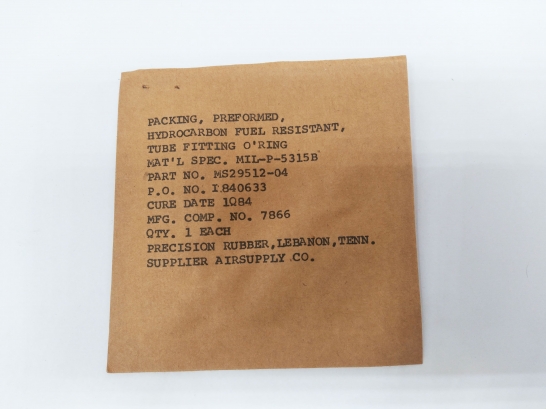 PACKING, PREFORMED,
HYDROCARBON FUEL RESISTANT,
TUBE FITTING O'RING
MAT'L SPEC. MIL-P-5315B
PART NO. MS29512-04
P.O. NO. I840633
CURE DATE 1Q84
MFG. COMP. NO. 7866
QTY. 1 EACH
PRECISION RUBBER,LEBANON,TENN.
SUPPLIER AIRSUPPLY CO.